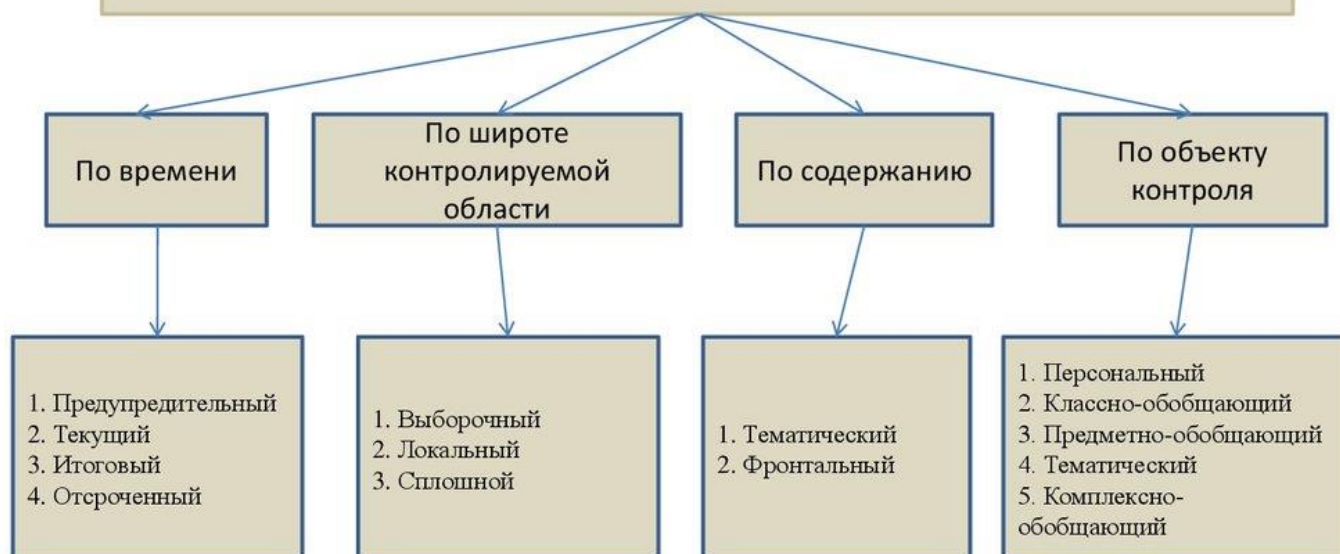 По времени
По широте
контролируемой
области
По содержанию
По объекту
контроля
1. Предупредительный
2. Текущий
3. Итоговый
4. Отсроченный
1. Выборочный
2. Локальный
3. Сплошной
1. Тематический
2. Фронтальный
1. Персональный
2. Классно-обобщающий
3. Предметно-обобщающий
4. Тематический
5. Комплексно-
обобщающий